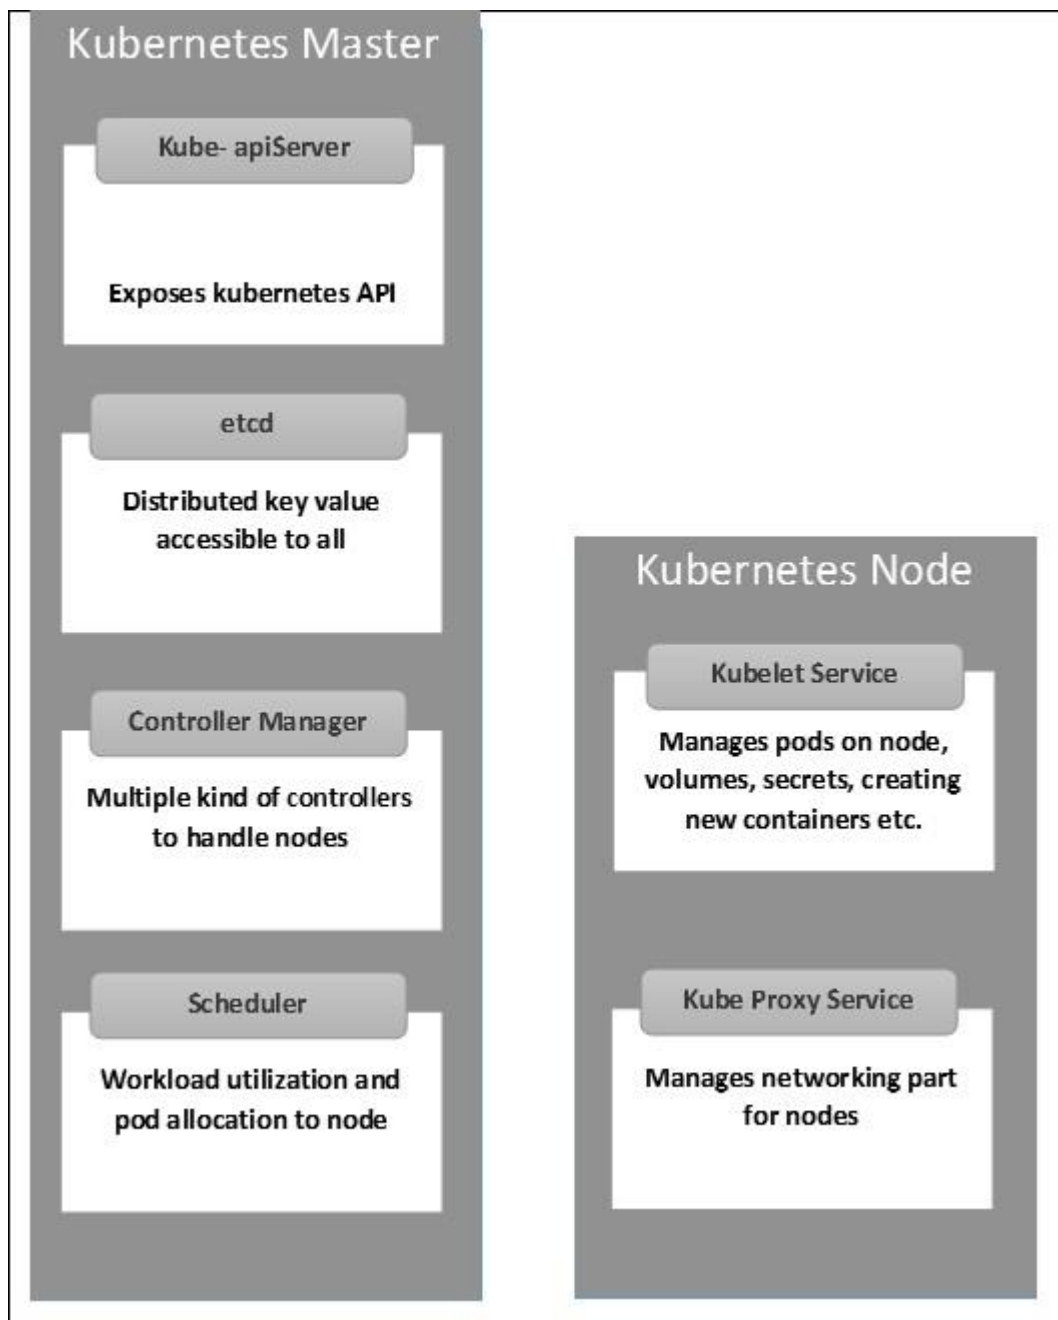 Kubernetes Master
Kube- apiServer
Exposes kubernetes API
etcd
Distributed key value
accessible to all
Controller Manager
Multiple kind of controllers
to handle nodes
Scheduler
Workload utilization and
pod allocation to node
Kubernetes Node
Kubelet Service
Manages pods on node,
volumes, secrets, creating
new containers etc.
Kube Proxy Service
Manages networking part
for nodes